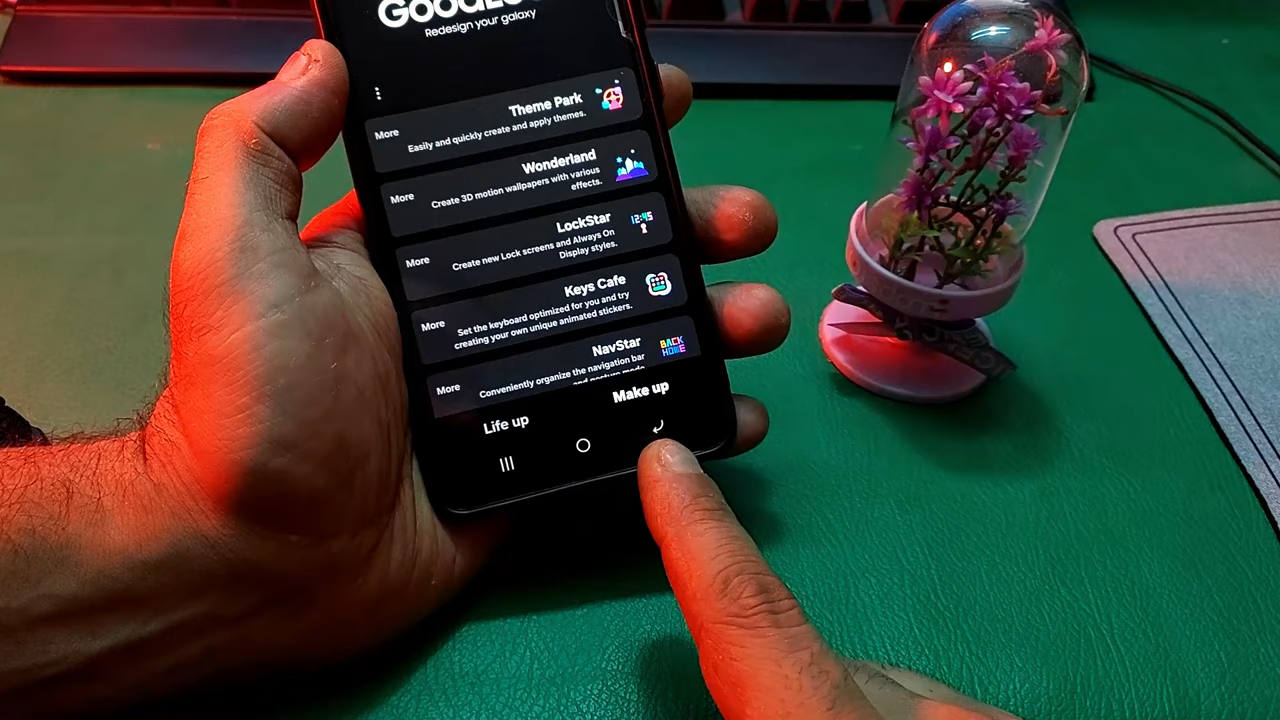 Redesign your galaxy
Theme Park
Easily and quickly create and apply themes.
More
Wonderland
Create 3D motion wallpapers with various
effects.
More
LockStar
Create new Lock screens and Always On
Display styles.
More
12:45
Keys Cafe
Set the keyboard optimized for you and try
creating your own unique animated stickers.
More
NavStar
Conveniently organize the navigation bar
and gesture mode
More
BACK
HOME
Life up
Make up